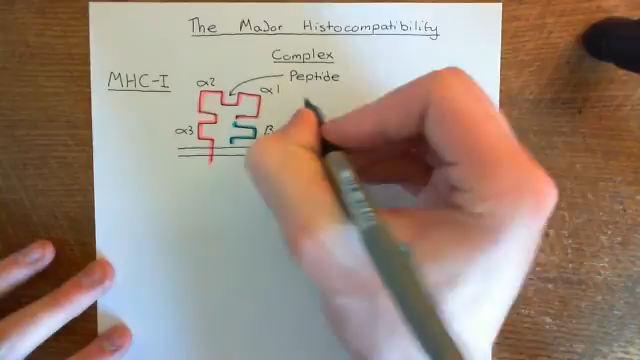 The Major Histocompatibility
Complex
MHC-I
Peptide
α2
α1
α3